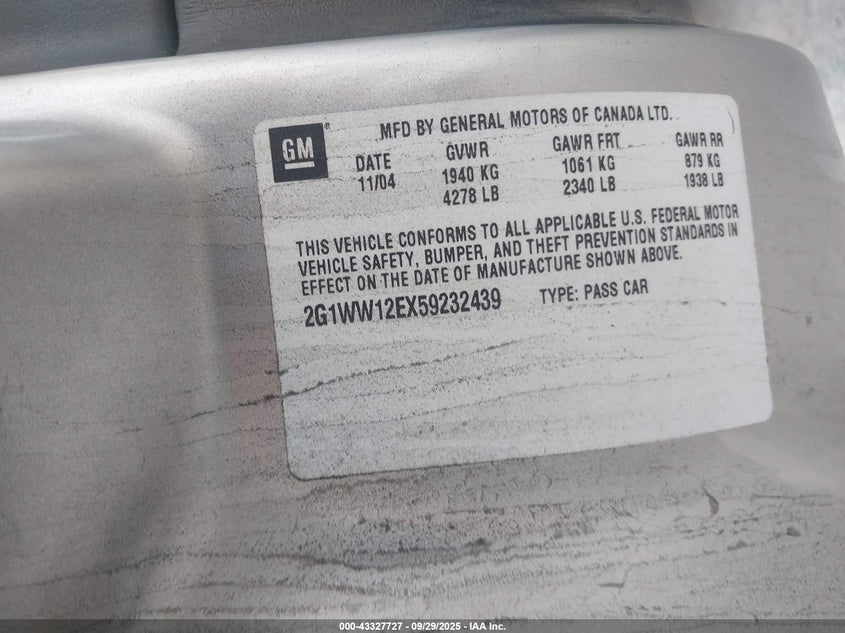 GM
MFD BY GENERAL MOTORS OF CANADA LTD.
DATE GVWR GAWR FRT GAWR RR
11/04 1940 KG 1061 KG 879 KG
4278 LB 2340 LB 1938 LB
THIS VEHICLE CONFORMS TO ALL APPLICABLE U.S. FEDERAL MOTOR
VEHICLE SAFETY, BUMPER, AND THEFT PREVENTION STANDARDS IN
EFFECT ON THE DATE OF MANUFACTURE SHOWN ABOVE.
2G1WW12EX59232439 TYPE: PASS CAR
000-43327727 - 09/29/2025 - IAA Inc.